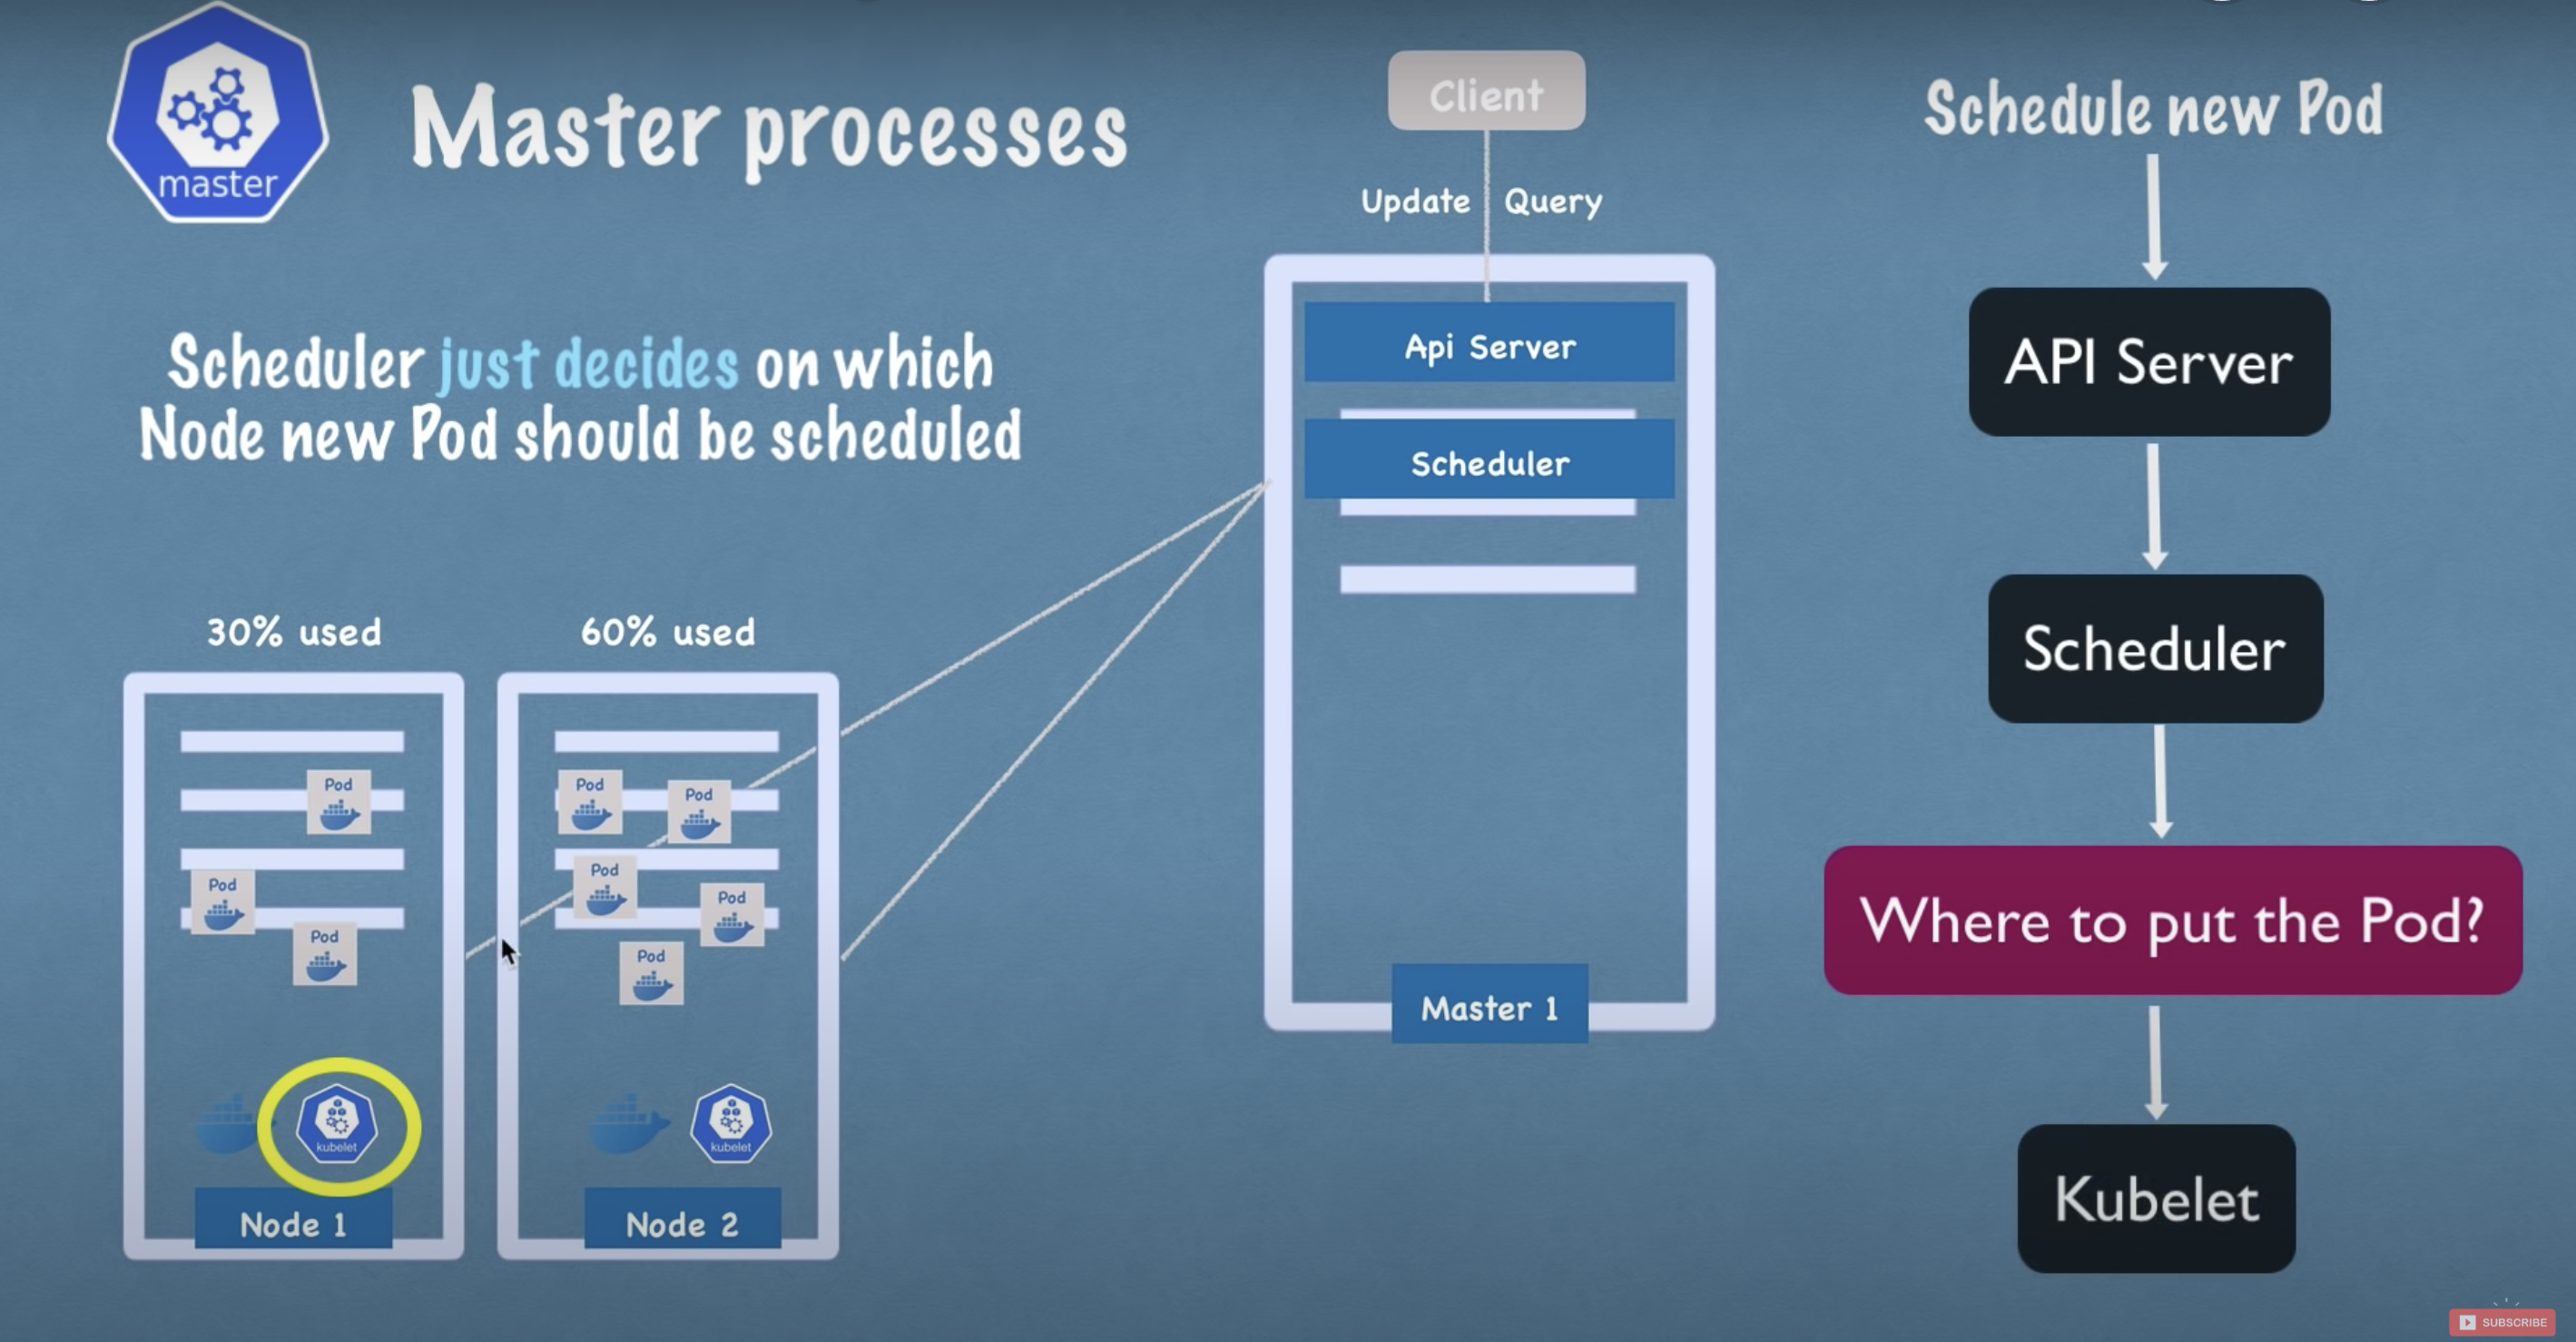 master
Master processes
Scheduler just decides on which
Node new Pod should be scheduled
30% used
60% used
Pod
Pod
Pod
Node 1
kubelet
Pod
Pod
Pod
Pod
Pod
kubelet
Node 2
Client
Update Query
Api Server
Scheduler
Master 1
Schedule new Pod
API Server
Scheduler
Where to put the Pod?
Kubelet
SUBSCRIBE